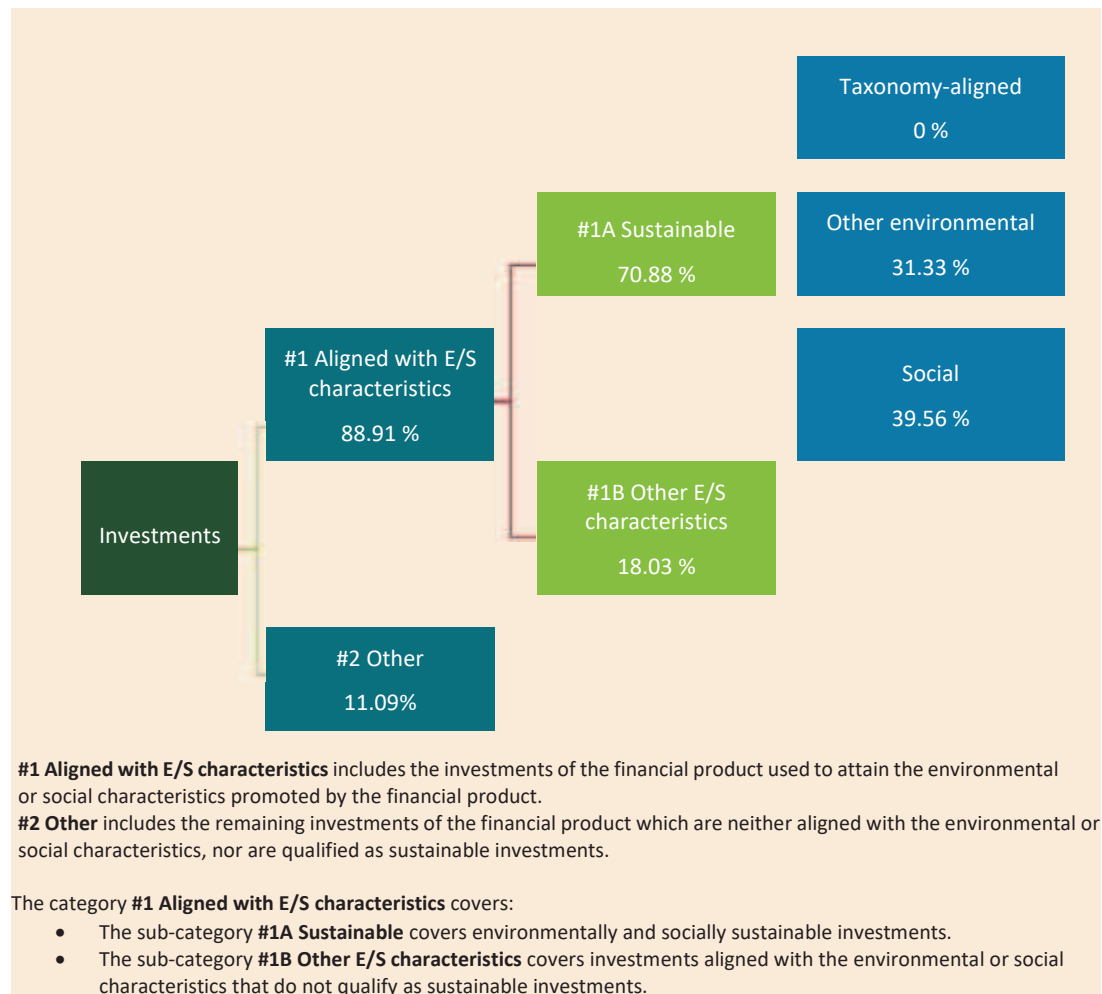 Taxonomy-aligned
0 %
#1A Sustainable
70.88 %
Other environmental
31.33 %
#1 Aligned with E/S
characteristics
88.91 %
Social
39.56 %
Investments
#1B Other E/S
characteristics
18.03 %
#2 Other
11.09%
#1 Aligned with E/S characteristics includes the investments of the financial product used to attain the environmental
or social characteristics promoted by the financial product.
#2 Other includes the remaining investments of the financial product which are neither aligned with the environmental or
social characteristics, nor are qualified as sustainable investments.
The category #1 Aligned with E/S characteristics covers:
• The sub-category #1A Sustainable covers environmentally and socially sustainable investments.
• The sub-category #1B Other E/S characteristics covers investments aligned with the environmental or social
characteristics that do not qualify as sustainable investments.